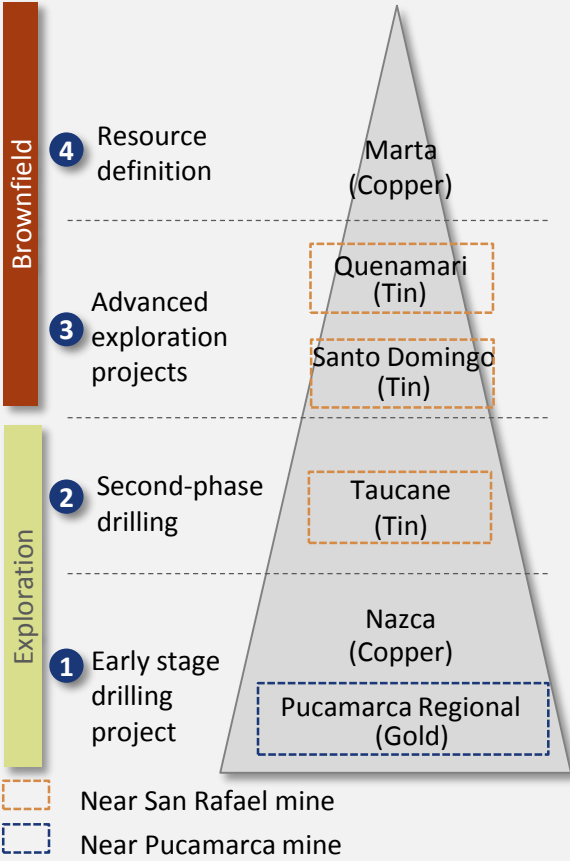 Brownfield
4
Resource
definition
Marta
(Copper)
3
Advanced
exploration
projects
Quenamari
(Tin)
Santo Domingo
(Tin)
Exploration
2
Second-phase
drilling
Taucane
(Tin)
1
Early stage
drilling
project
Nazca
(Copper)
Pucamarca Regional
(Gold)
Near San Rafael mine
Near Pucamarca mine